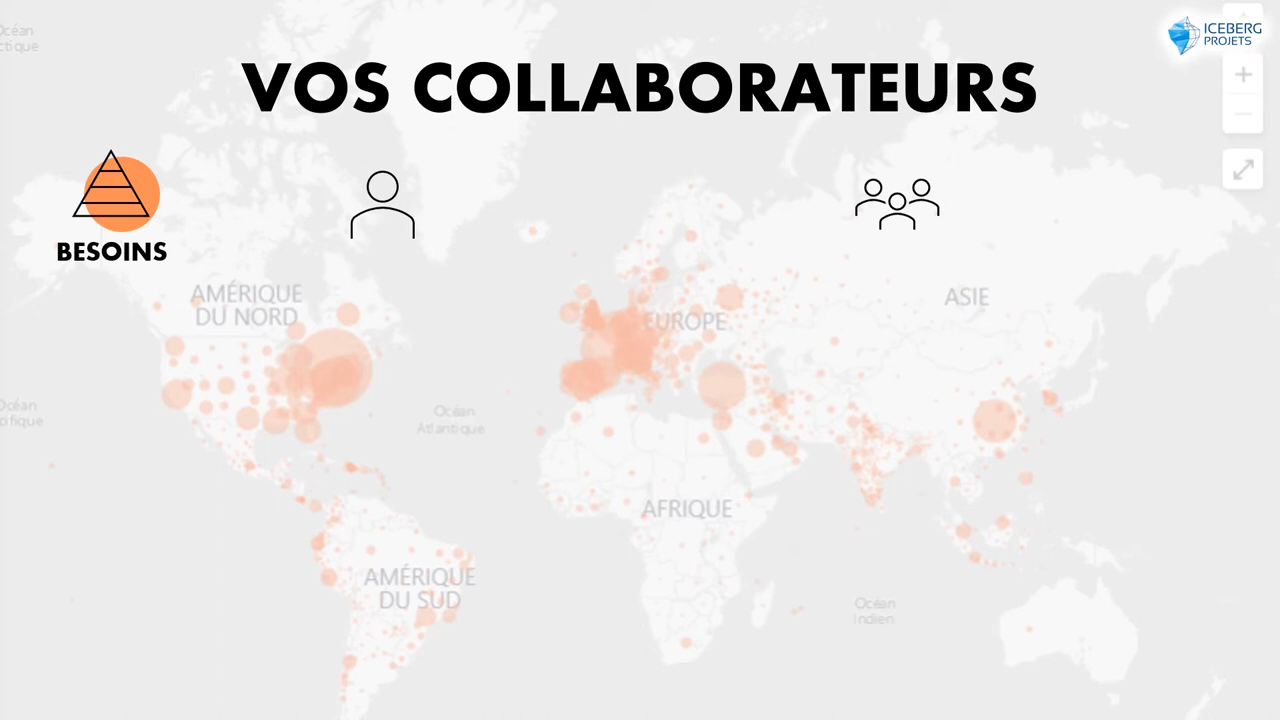 ICEBERG
PROJETS
VOS COLLABORATEURS
BESOINS
AMÉRIQUE
DU NORD
EUROPE
ASIE
Océan
Atlantique
AFRIQUE
AMÉRIQUE
DU SUD
Océan
Indien